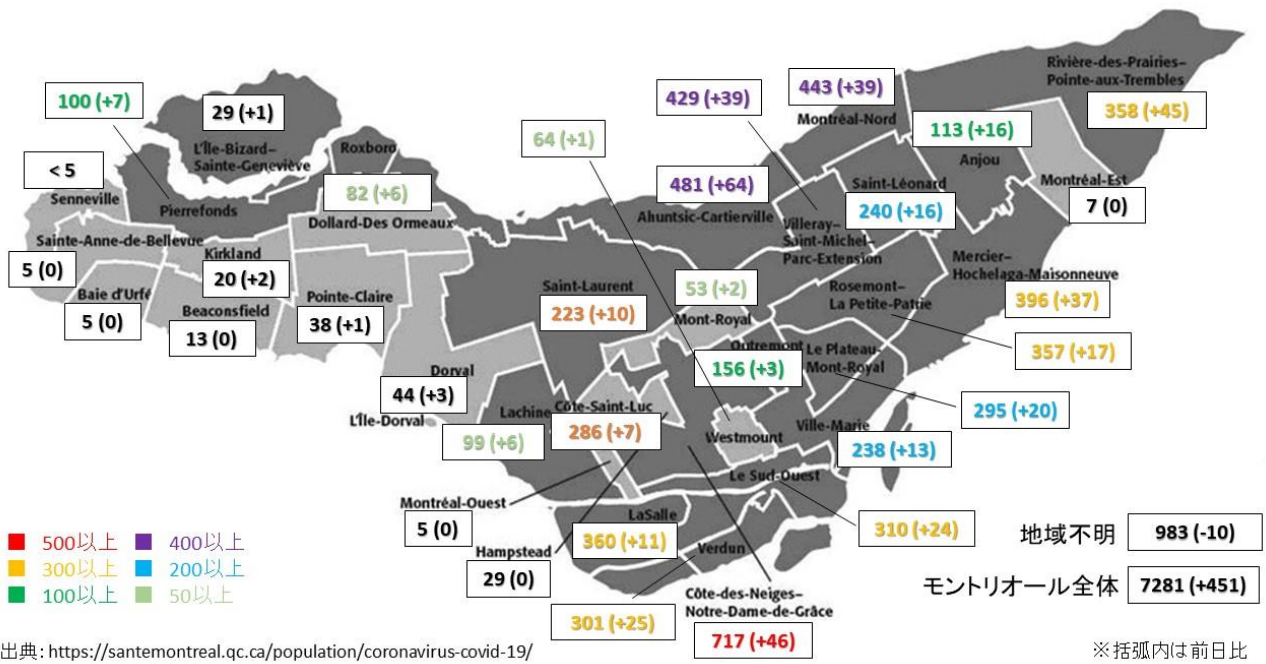 Rivière-des-Prairies–
Pointe-aux-Trembles
358 (+45)
443 (+39)
Montréal-Nord
429 (+39)
100 (+7)
29 (+1)
L'Île-Bizard–
Sainte-Geneviève
Roxboro
64 (+1)
113 (+16)
Anjou
< 5
Senneville
82 (+6)
481 (+64)
Saint-Léonard
240 (+16)
Montréal-Est
7 (0)
Pierrefonds
Dollard-Des Ormeaux
Ahuntsic-Cartierville
Villeray–
Saint-Michel–
Parc-Extension
Sainte-Anne-de-Bellevue
5 (0)
Kirkland
20 (+2)
Mercier–
Hochelaga-Maisonneuve
396 (+37)
Baie d'Urfé
5 (0)
Beaconsfield
13 (0)
Pointe-Claire
38 (+1)
Saint-Laurent
223 (+10)
53 (+2)
Mont-Royal
Rosemont–
La Petite-Patrie
357 (+17)
Outremont
156 (+3)
Le Plateau-
Mont-Royal
295 (+20)
Dorval
44 (+3)
L'Île-Dorval
Lachine
99 (+6)
Côte-Saint-Luc
286 (+7)
Westmount
Ville-Marie
238 (+13)
Le Sud-Ouest
310 (+24)
Montréal-Ouest
5 (0)
Hampstead
29 (0)
LaSalle
360 (+11)
Verdun
301 (+25)
Côte-des-Neiges–
Notre-Dame-de-Grâce
717 (+46)
500以上 400以上
300以上 200以上
100以上 50以上
地域不明 983 (-10)
モントリオール全体 7281 (+451)
出典: https://santemontreal.qc.ca/population/coronavirus-covid-19/
※括弧内は前日比